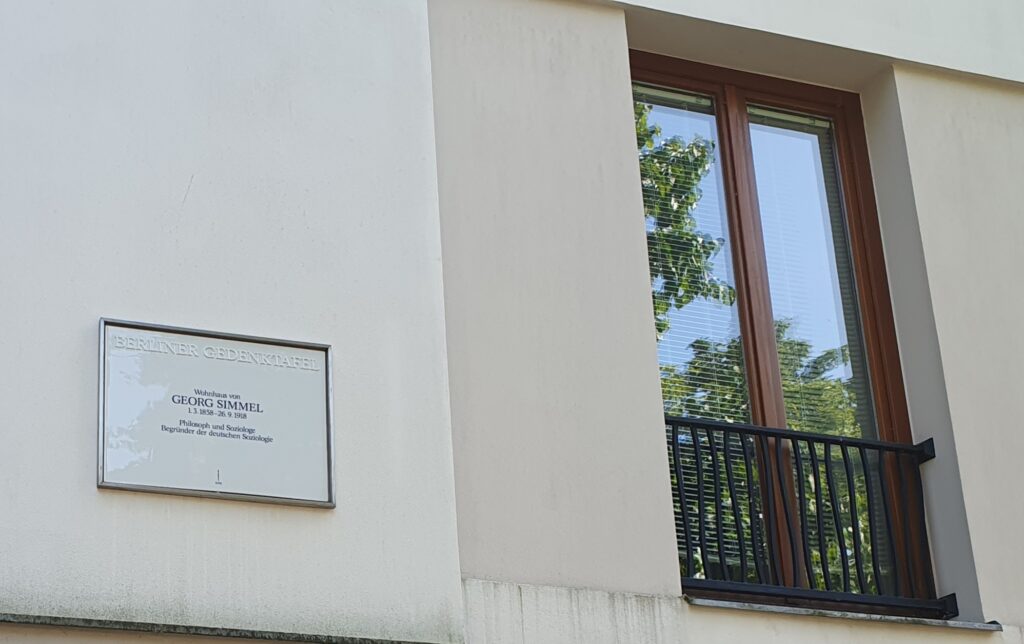 BERLINER GEDENKTAFEL
Wohnhaus von
GEORG SIMMEL
1.3.1858–26.9.1918
Philosoph und Soziologe
Begründer der deutschen Soziologie